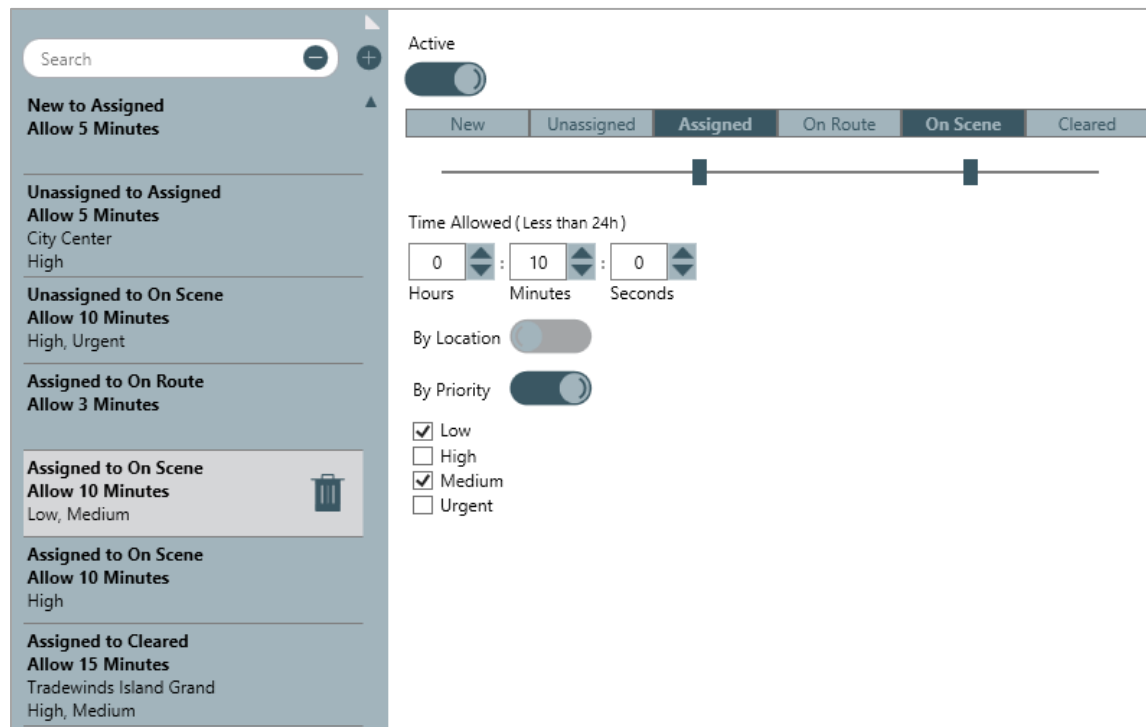 Search
New to Assigned
Allow 5 Minutes
Unassigned to Assigned
Allow 5 Minutes
City Center
High
Unassigned to On Scene
Allow 10 Minutes
High, Urgent
Assigned to On Route
Allow 3 Minutes
Assigned to On Scene
Allow 10 Minutes
Low, Medium
Assigned to On Scene
Allow 10 Minutes
High
Assigned to Cleared
Allow 15 Minutes
Tradewinds Island Grand
High, Medium
Active
New Unassigned Assigned On Route On Scene Cleared
Time Allowed (Less than 24h)
0 : 10 : 0
Hours Minutes Seconds
By Location
By Priority
Low
High
Medium
Urgent